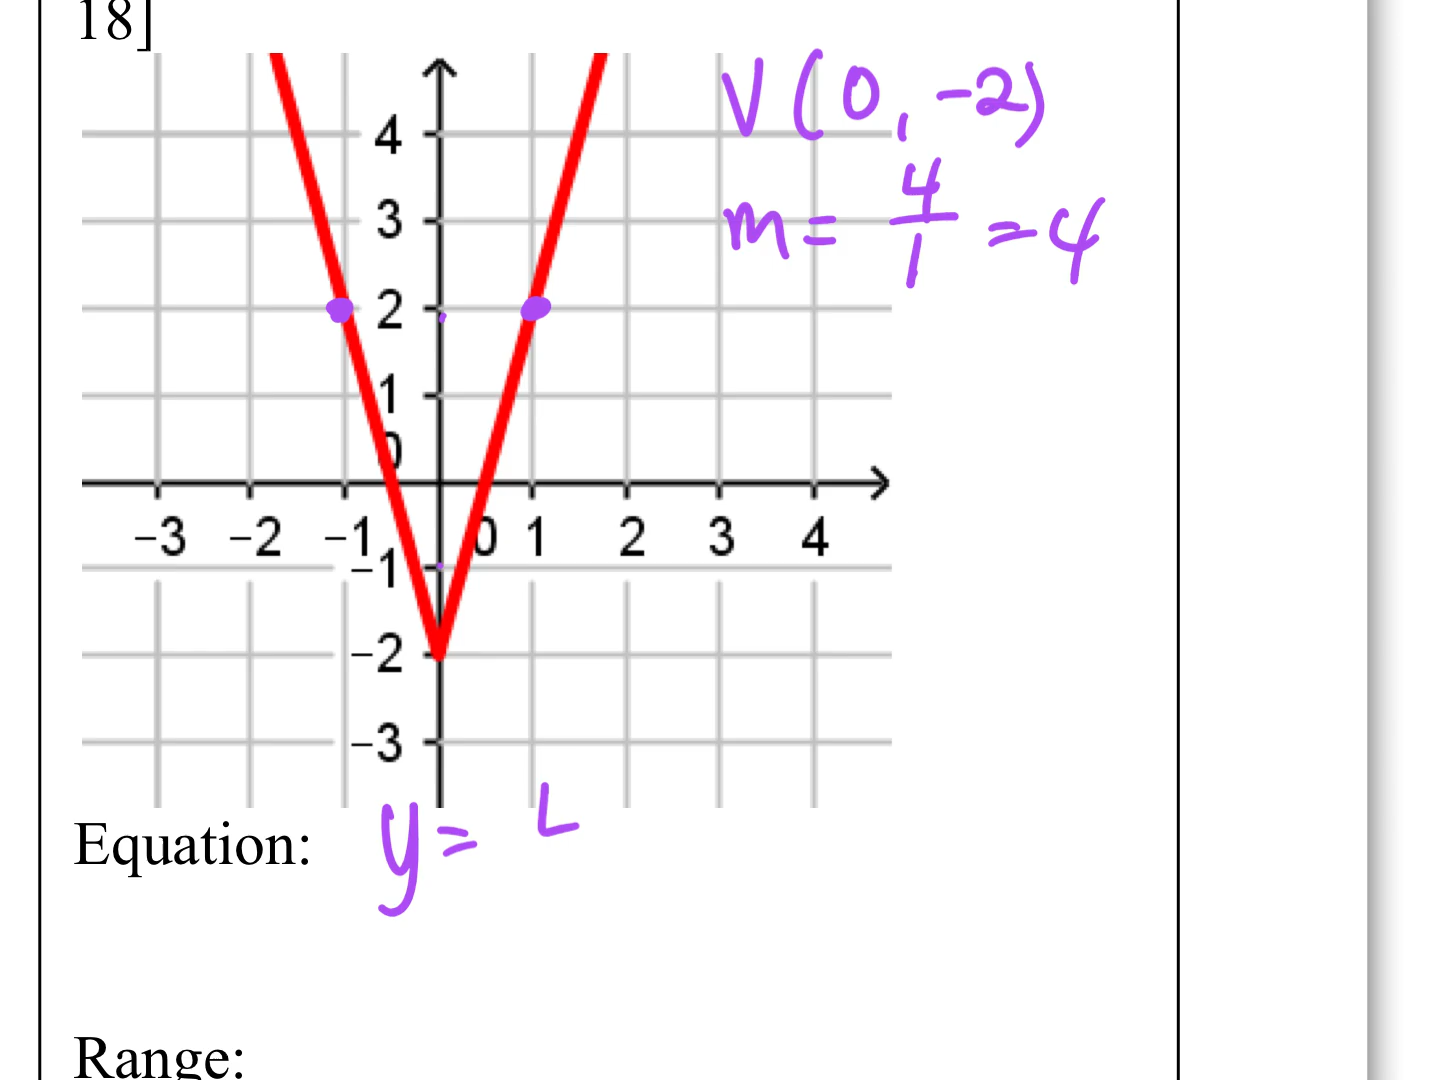 18]
V(0, -2)
4
m = 4/1 = 4
3
2
1
0
−3 −2 −1 0 1 2 3 4
−1
−2
−3
Equation: y = L
Range: